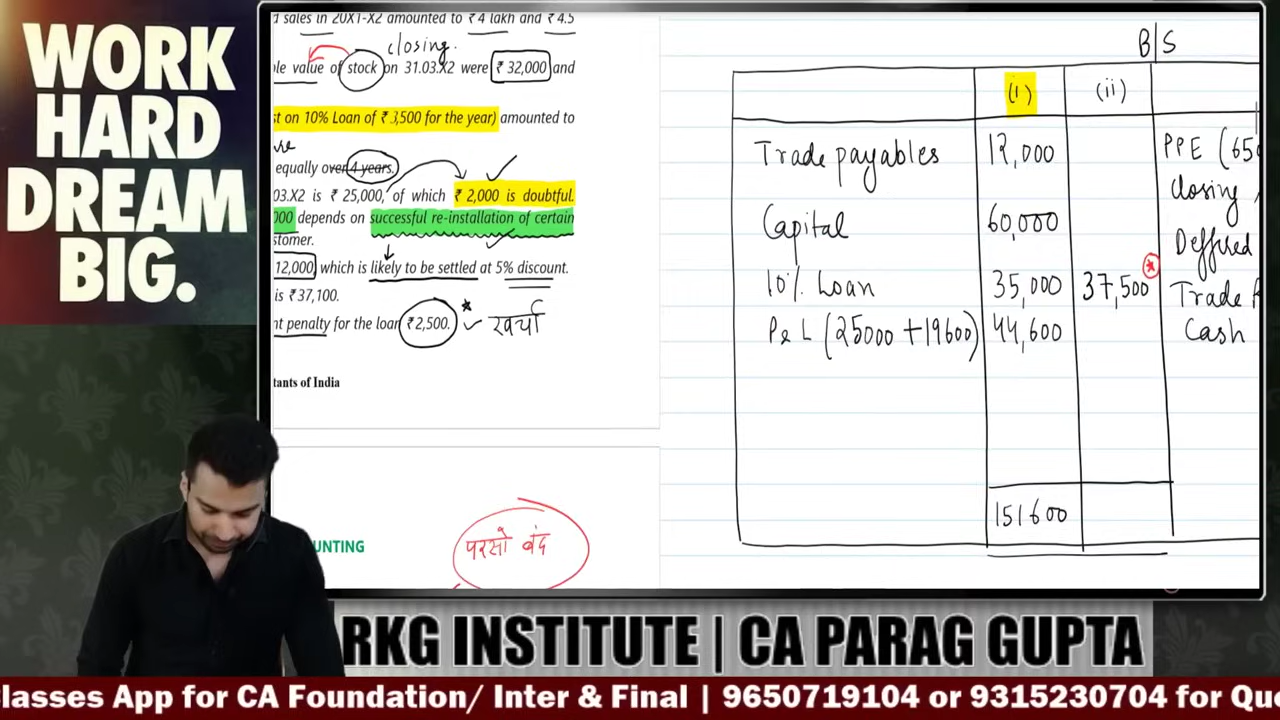 WORK
HARD
DREAM
BIG.
d sales in 20X1-X2 amounted to ₹ 4 lakh and ₹ 4.5
closing.
ble value of stock on 31.03.X2 were ₹ 32,000 and
st on 10% Loan of ₹ 3,500 for the year) amounted to
equally over 4 years.
03.X2 is ₹ 25,000, of which ₹ 2,000 is doubtful.
000 depends on successful re-installation of certain
stomer.
12,000, which is likely to be settled at 5% discount.
is ₹ 37,100.
nt penalty for the loan ₹ 2,500. खर्चा
tants of India
UNTING
परसो बंद
B|S
(i) (ii)
Trade payables 12,000 PPE (650
closing
Capital 60,000
Deffired
10% Loan 35,000 37,500 Trade
P&L (25000 + 19600) 44,600 Cash
151600
RKG INSTITUTE | CA PARAG GUPTA
Classes App for CA Foundation/ Inter & Final | 9650719104 or 9315230704 for Que